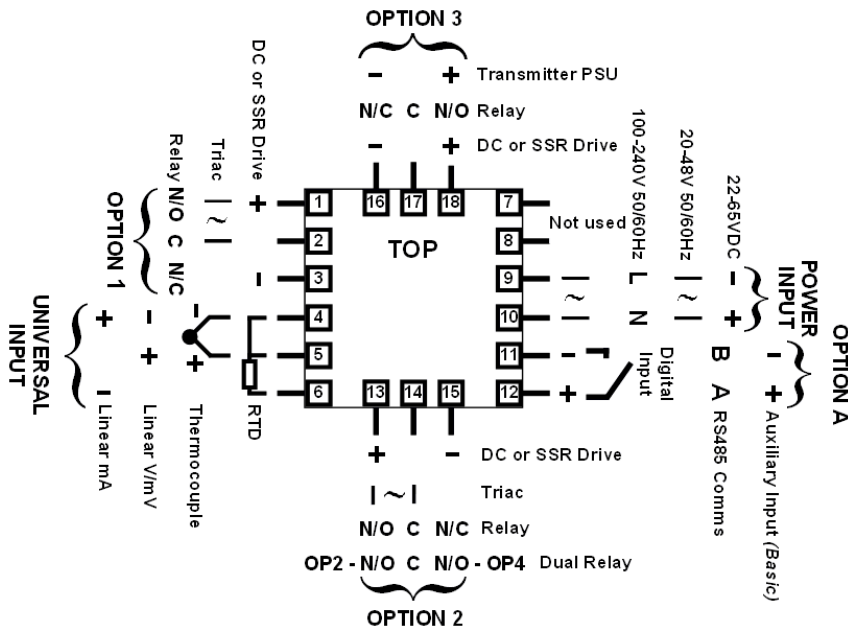 OPTION 3
- + Transmitter PSU
N/C C N/O Relay
- + DC or SSR Drive
DC or SSR Drive
+
-
Triac
| ~ |
Relay N/O C N/C
OPTION 1
1
2
3
4
5
6
16 17 18
TOP
13 14 15
7
8
9
10
11
12
Not used
| ~ |
100-240V 50/60Hz
L N
20-48V 50/60Hz
| ~ |
22-65VDC
- +
POWER INPUT
OPTION A
- +
Auxiliary Input (Basic)
B A RS485 Comms
Digital Input
- +
UNIVERSAL INPUT
+ - Linear mA
- + Linear V/mV
- + Thermocouple
RTD
+ - DC or SSR Drive
| ~ | Triac
N/O C N/C Relay
OP2 - N/O C N/O - OP4 Dual Relay
OPTION 2